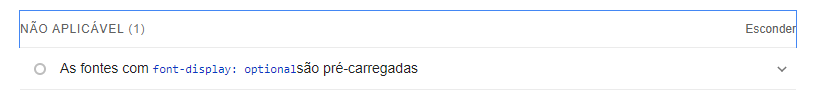 NÃO APLICÁVEL (1) Esconder
As fontes com font-display: optionalsão pré-carregadas